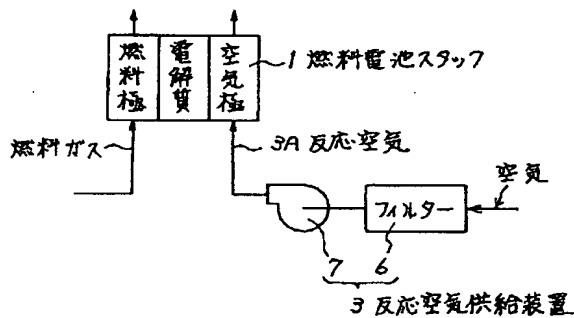 燃料極
電解質
空気極
1 燃料電池スタック
燃料ガス
3A 反応空気
空気
フィルター
7
6
3 反応空気供給装置